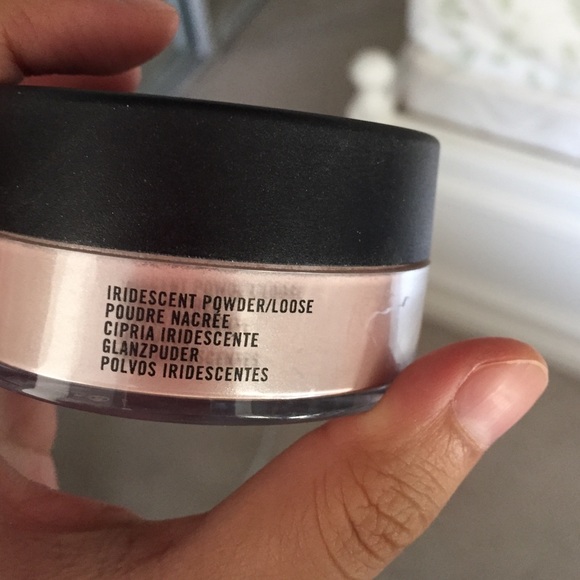 IRIDESCENT POWDER/LOOSE
POUDRE NACRÉE
CIPRIA IRIDESCENTE
GLANZPUDER
POLVOS IRIDESCENTES